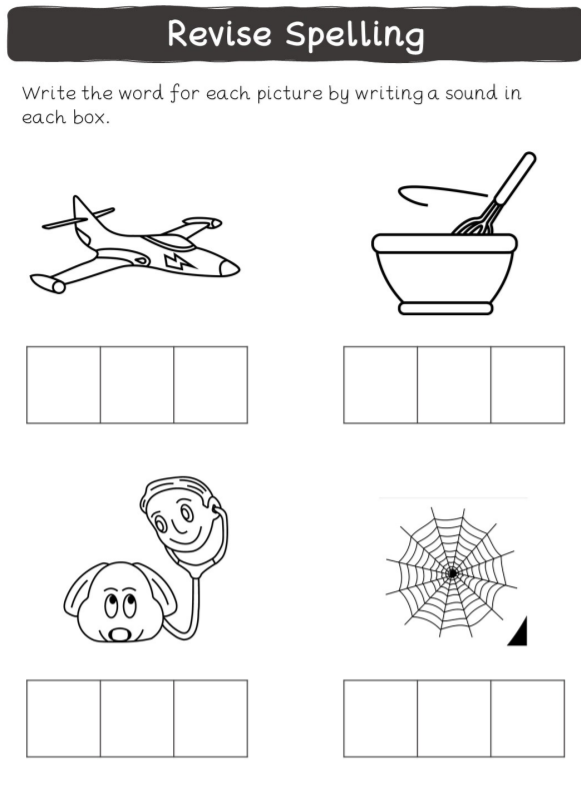 Revise Spelling
Write the word for each picture by writing a sound in
each box.